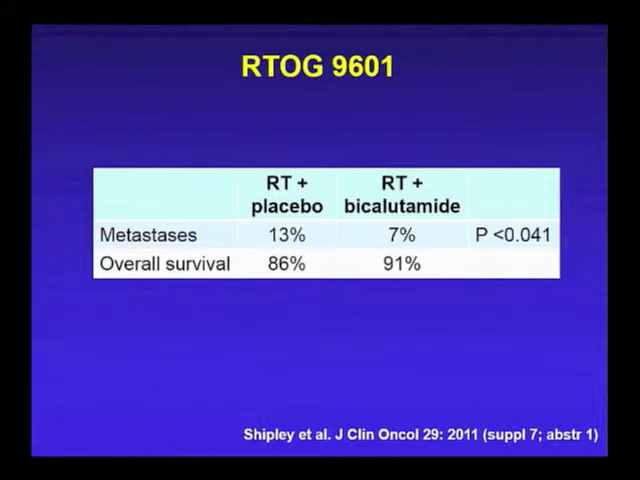 RTOG 9601
RT + placebo RT + bicalutamide
Metastases 13% 7% P <0.041
Overall survival 86% 91%
Shipley et al. J Clin Oncol 29: 2011 (suppl 7; abstr 1)